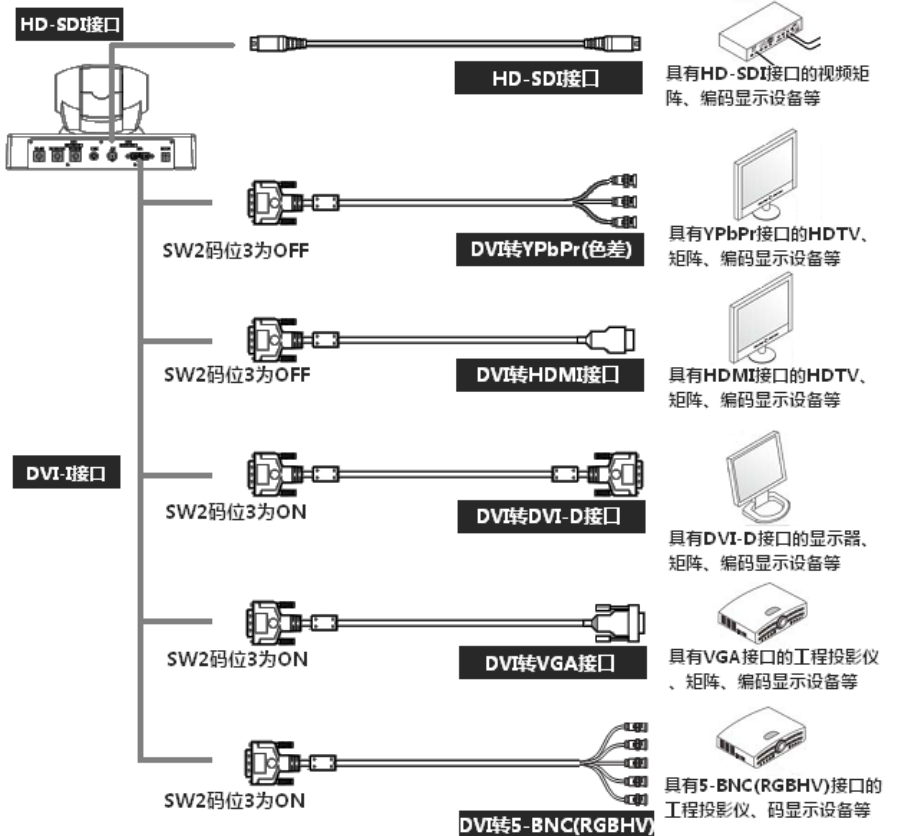 HD-SDI接口
HD-SDI接口
具有HD-SDI接口的视频矩
阵、编码显示设备等
SW2码位3为OFF
DVI转YPbPr(色差)
具有YPbPr接口的HDTV、
矩阵、编码显示设备等
SW2码位3为OFF
DVI转HDMI接口
具有HDMI接口的HDTV、
矩阵、编码显示设备等
DVI-I接口
SW2码位3为ON
DVI转DVI-D接口
具有DVI-D接口的显示器、
矩阵、编码显示设备等
SW2码位3为ON
DVI转VGA接口
具有VGA接口的工程投影仪
、矩阵、编码显示设备等
SW2码位3为ON
DVI转5-BNC(RGBHV)
具有5-BNC(RGBHV)接口的
工程投影仪、码显示设备等